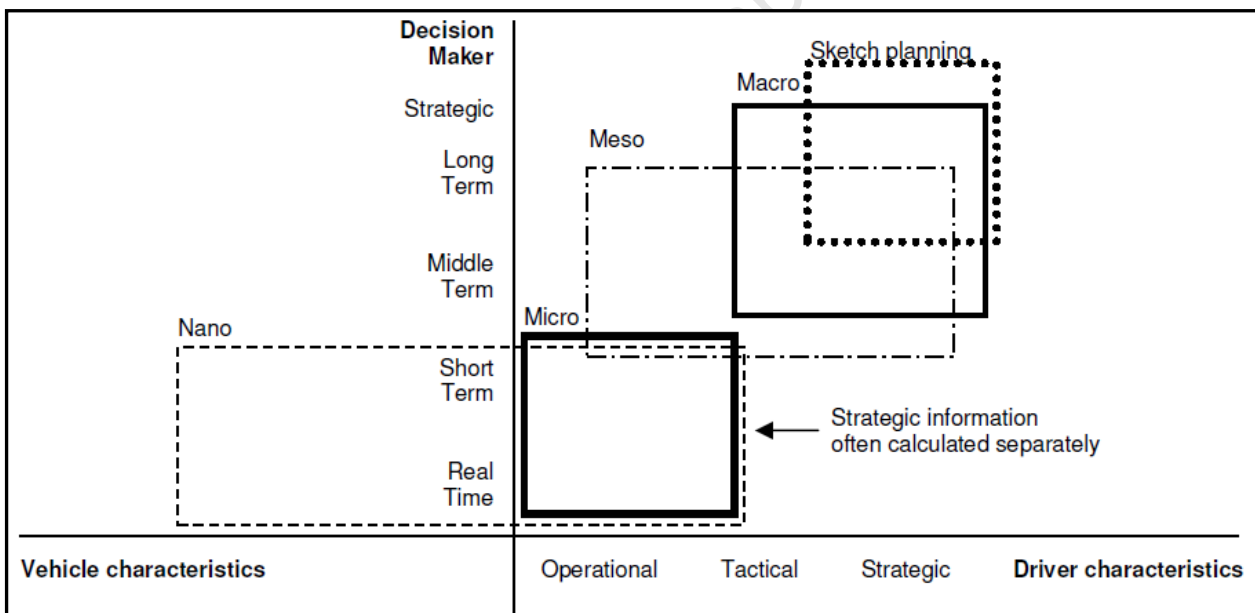 Decision
Maker
Sketch planning
Macro
Strategic
Meso
Long
Term
Middle
Term
Nano
Micro
Short
Term
Strategic information
often calculated separately
Real
Time
Vehicle characteristics
Operational
Tactical
Strategic
Driver characteristics